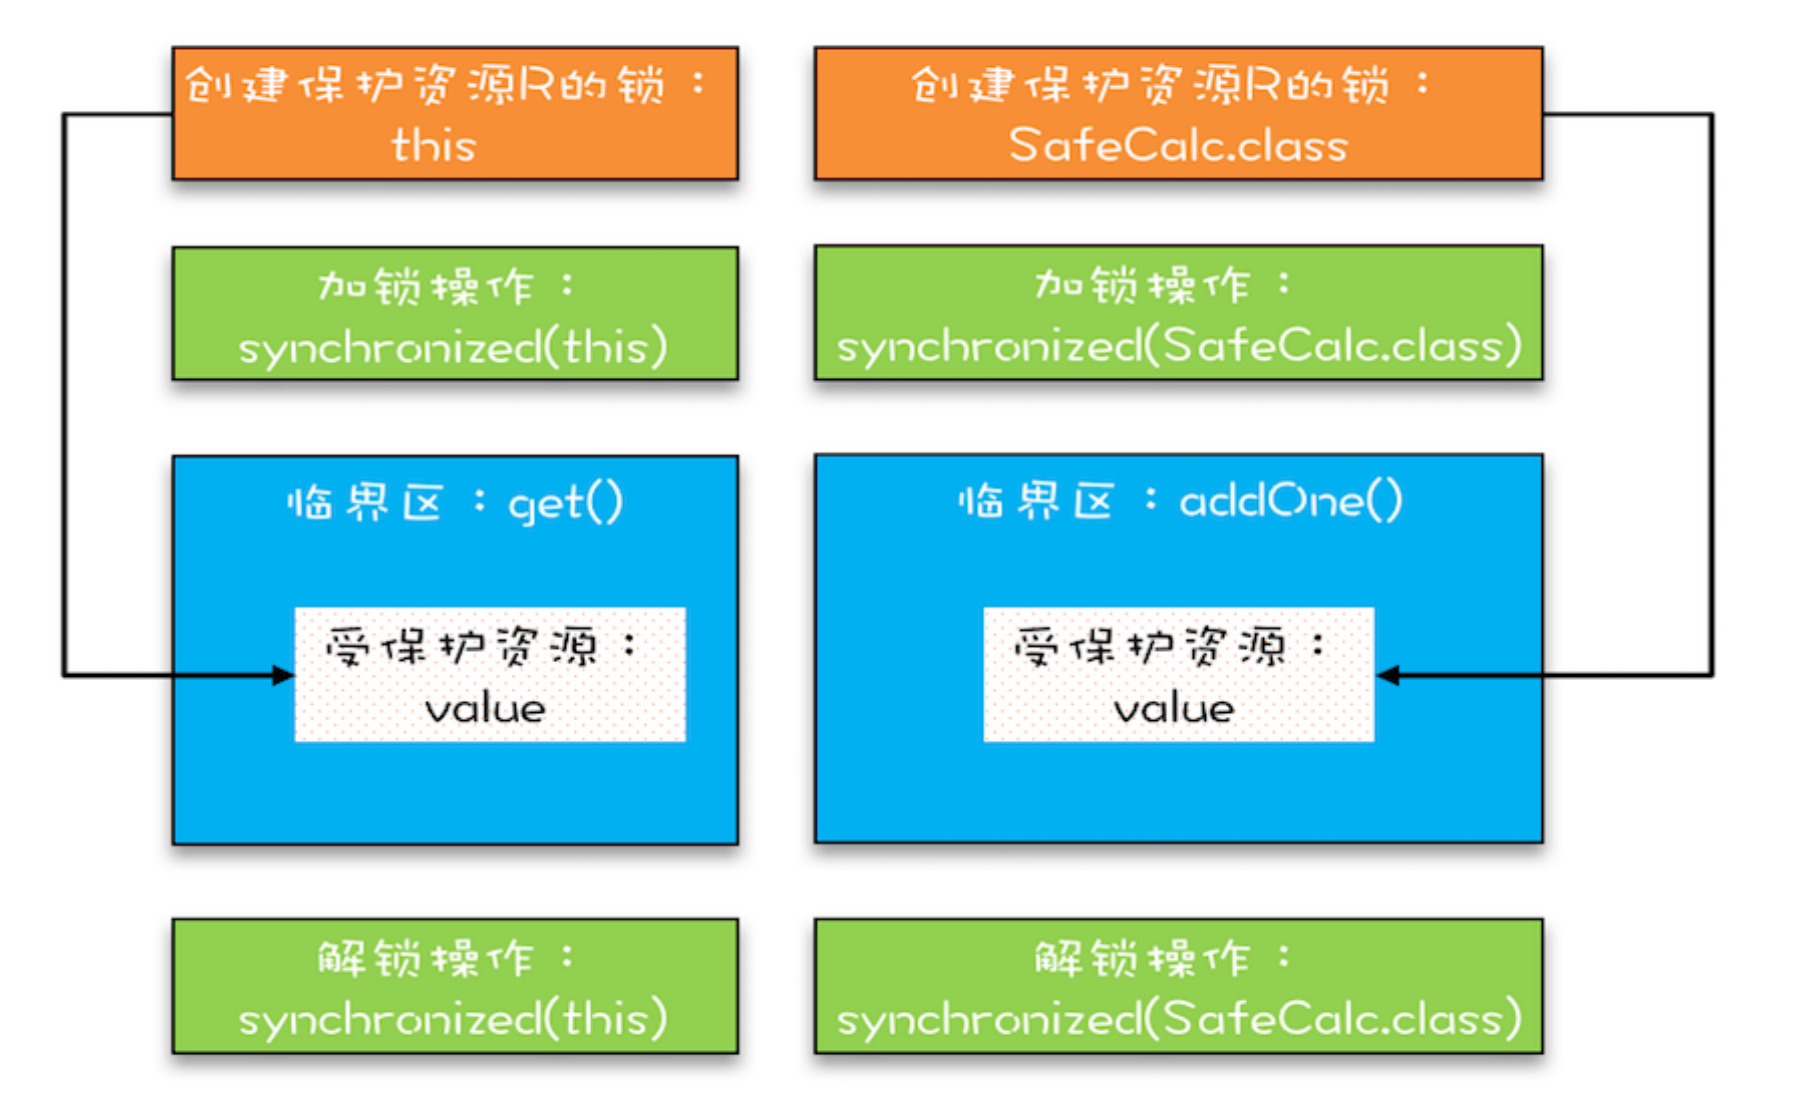 创建保护资源R的锁：
this
加锁操作：
synchronized(this)
临界区：get()
受保护资源：
value
解锁操作：
synchronized(this)
创建保护资源R的锁：
SafeCalc.class
加锁操作：
synchronized(SafeCalc.class)
临界区：addOne()
受保护资源：
value
解锁操作：
synchronized(SafeCalc.class)